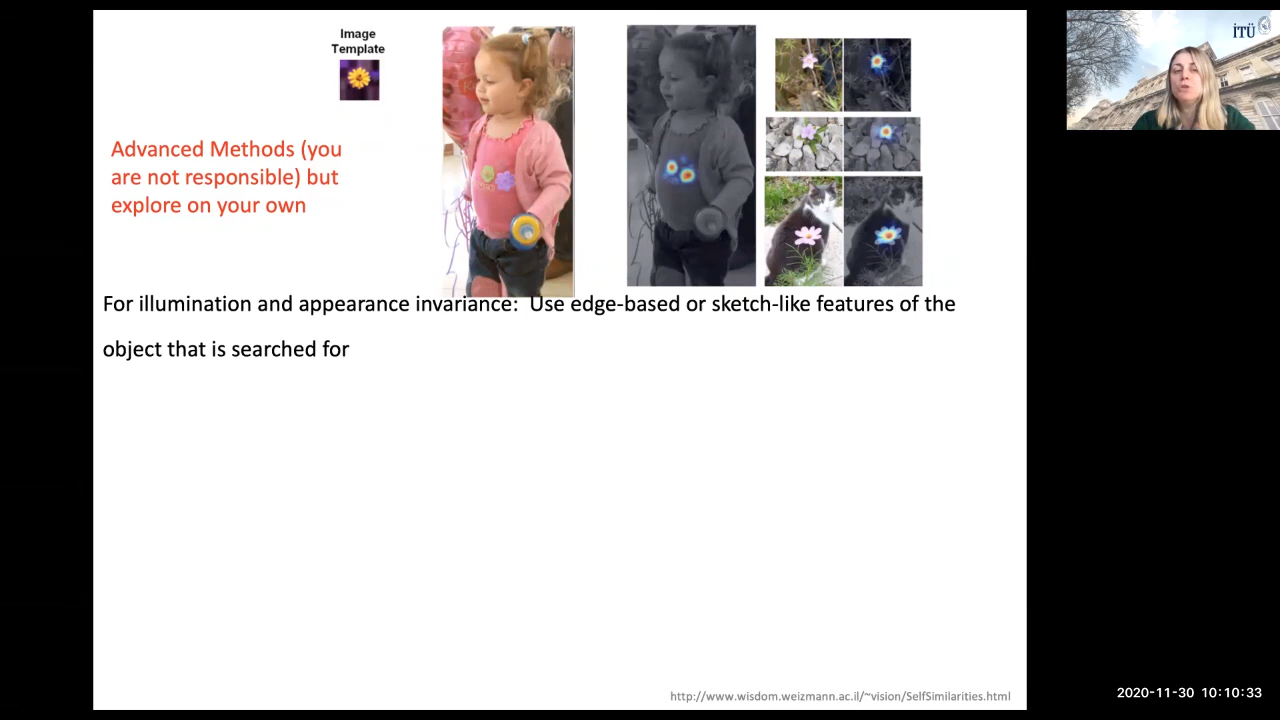 Image
Template
Advanced Methods (you
are not responsible) but
explore on your own
For illumination and appearance invariance:  Use edge-based or sketch-like features of the
object that is searched for
http://www.wisdom.weizmann.ac.il/~vision/SelfSimilarities.html
İTÜ
2020-11-30 10:10:33